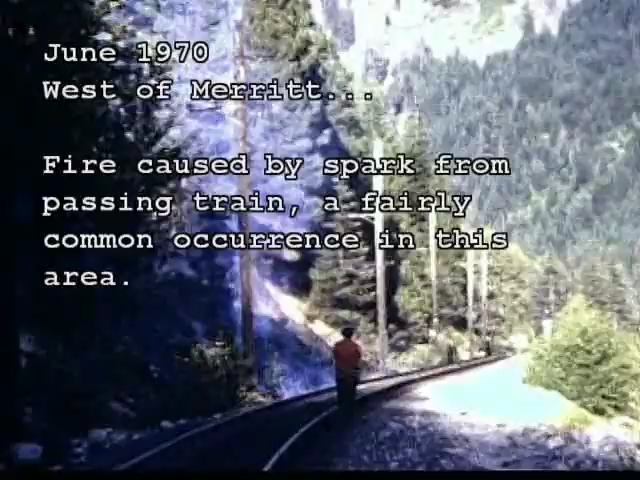 June 1970
West of Merritt...
Fire caused by spark from
passing train, a fairly
common occurrence in this
area.